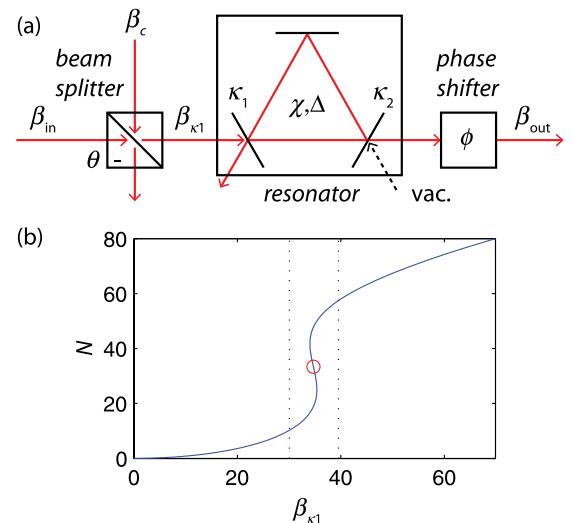 (a)
β_c
beam
splitter
phase
shifter
κ_1
κ_2
χ,Δ
β_in
β_κ1
ϕ
β_out
θ
-
resonator
vac.
(b)
80
60
40
20
0
N
0
20
40
60
β_κ1